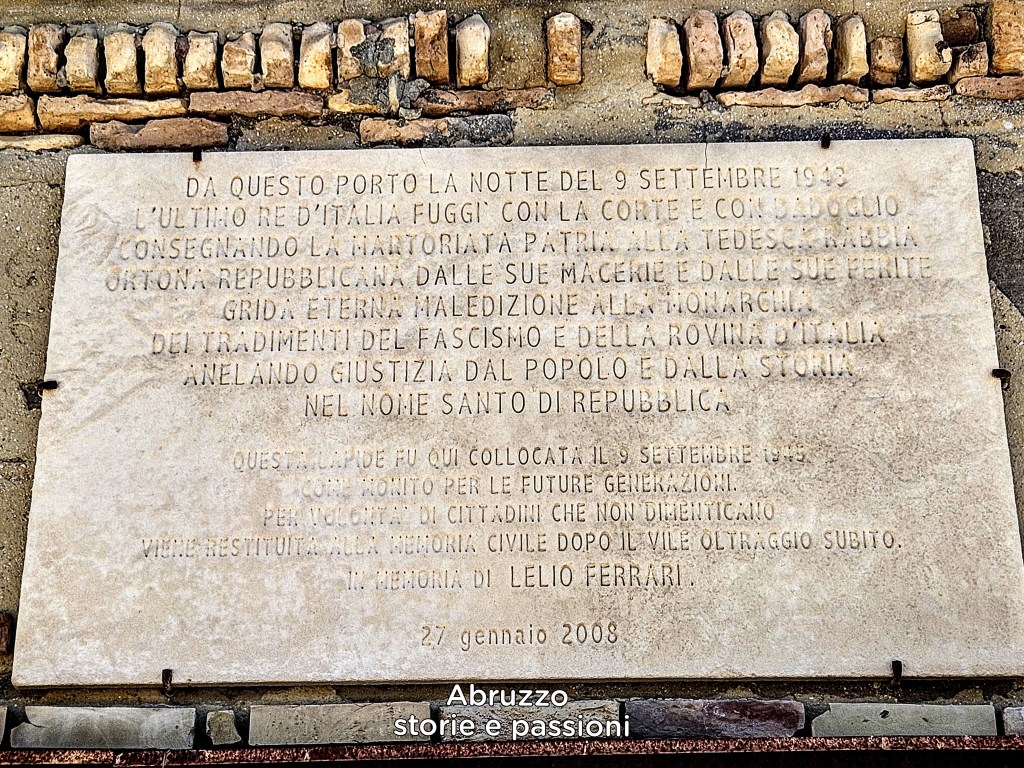 DA QUESTO PORTO LA NOTTE DEL 9 SETTEMBRE 1943
L'ULTIMO RE D'ITALIA FUGGI' CON LA CORTE E CON BADOGLIO
CONSEGNANDO LA MARTORIATA PATRIA ALLA TEDESCA RABBIA
ORTONA REPUBBLICANA DALLE SUE MACERIE E DALLE SUE FERITE
GRIDA ETERNA MALEDIZIONE ALLA MONARCHIA
DEI TRADIMENTI DEL FASCISMO E DELLA ROVINA D'ITALIA
ANELANDO GIUSTIZIA DAL POPOLO E DALLA STORIA
NEL NOME SANTO DI REPUBBLICA
QUESTA LAPIDE FU QUI COLLOCATA IL 9 SETTEMBRE 1945
COME MONITO PER LE FUTURE GENERAZIONI.
PER VOLONTA' DI CITTADINI CHE NON DIMENTICANO
VIENE RESTITUITA ALLA MEMORIA CIVILE DOPO IL VILE OLTRAGGIO SUBITO.
IN MEMORIA DI LELIO FERRARI.
27 gennaio 2008
Abruzzo
storie e passioni